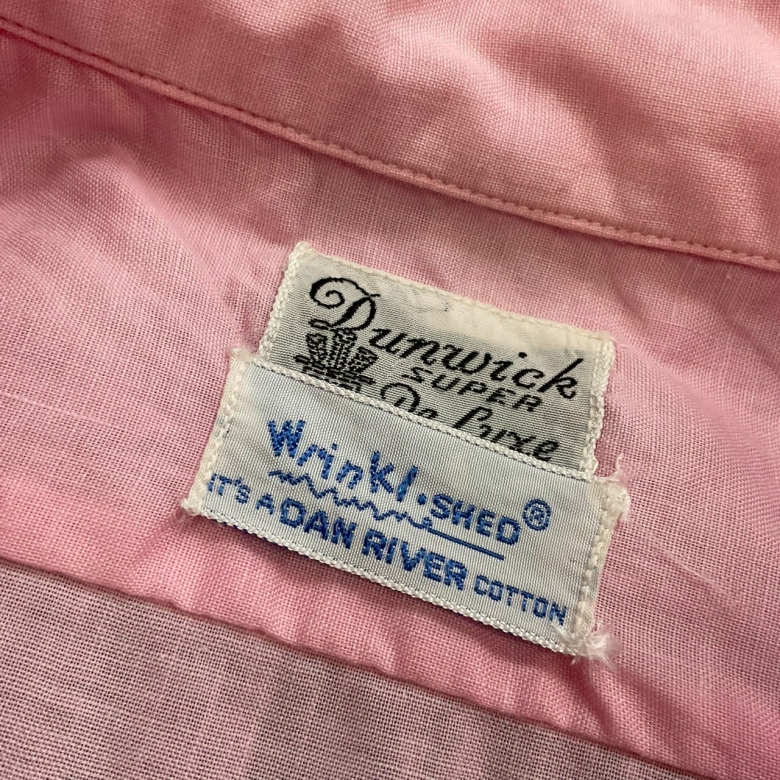 Dunwick
SUPER
De Luxe
Wrinkl.SHED®
IT'S A DAN RIVER COTTON